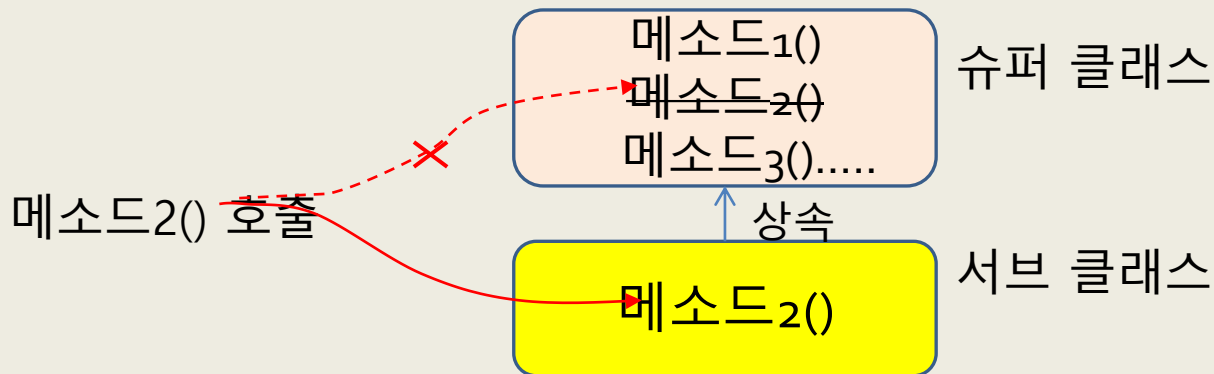 메소드1()
메소드2()
메소드3().....
슈퍼 클래스
메소드2() 호출
상속
메소드2()
서브 클래스